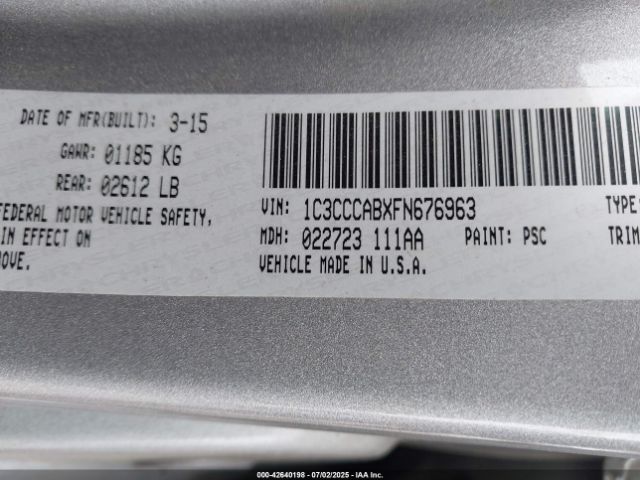 DATE OF MFR(BUILT): 3-15
GAWR: 01185 KG
REAR: 02612 LB
FEDERAL MOTOR VEHICLE SAFETY,
IN EFFECT ON
VIN: 1C3CCCABXFN676963
TYPE:
MDH: 022723 111AA
PAINT: PSC
TRIM
VEHICLE MADE IN U.S.A.
000-42640198 - 07/02/2025 - © IAA, Inc.